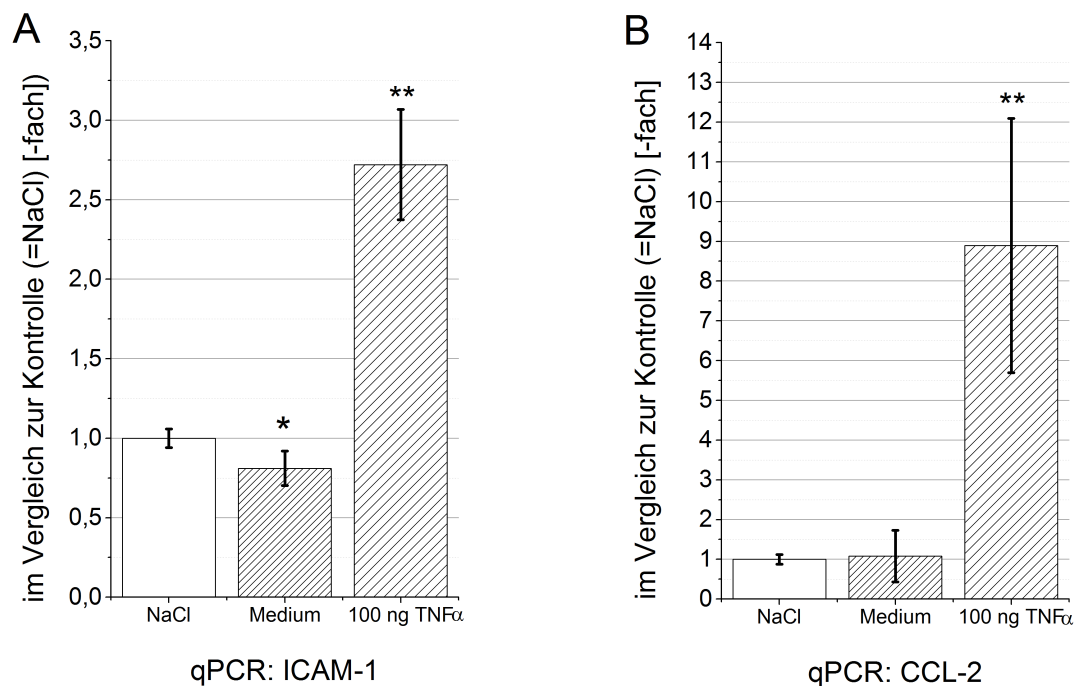 A
im Vergleich zur Kontrolle (=NaCl) [-fach])
3,5
3,0
2,5
2,0
1,5
1,0
0,5
0,0
**
*
NaCl
Medium
100 ng TNFα
qPCR: ICAM-1
B
im Vergleich zur Kontrolle (=NaCl) [-fach]
14
13
12
11
10
9
8
7
6
5
4
3
2
1
0
**
NaCl
Medium
100 ng TNFα
qPCR: CCL-2